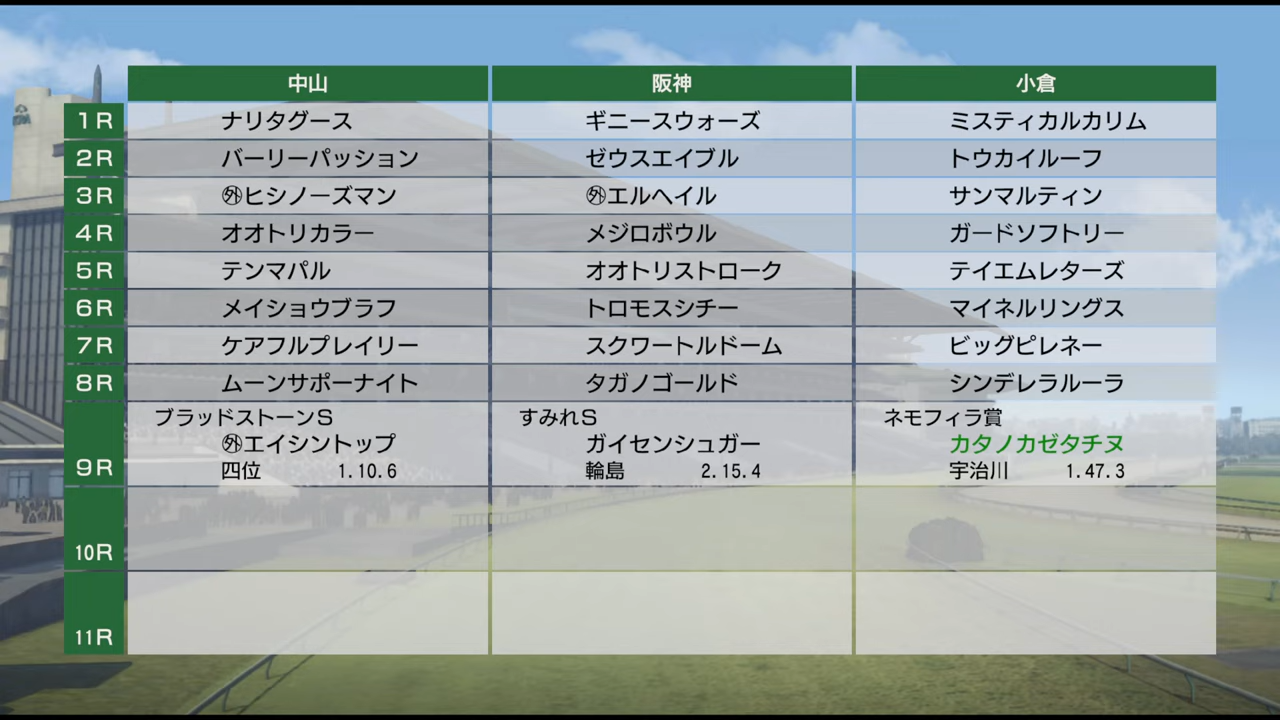 中山 阪神 小倉
1R ナリタグース ギニースウォーズ ミスティカルカリム
2R バーリーパッション ゼウスエイブル トウカイルーフ
3R ㋕ヒシノーズマン ㋕エルヘイル サンマルティン
4R オオトリカラー メジロボウル ガードソフトリー
5R テンマパル オオトリストローク テイエムレターズ
6R メイショウブラフ トロモスシチー マイネルリングス
7R ケアフルプレイリー スクワートルドーム ビッグピレネー
8R ムーンサポーナイト タガノゴールド シンデレラルーラ
ブラッドストーンS すみれS ネモフィラ賞
外エイシントップ ガイセンシュガー カタノカゼタチヌ
9R 四位 1.10.6 輪島 2.15.4 宇治川 1.47.3
10R
11R